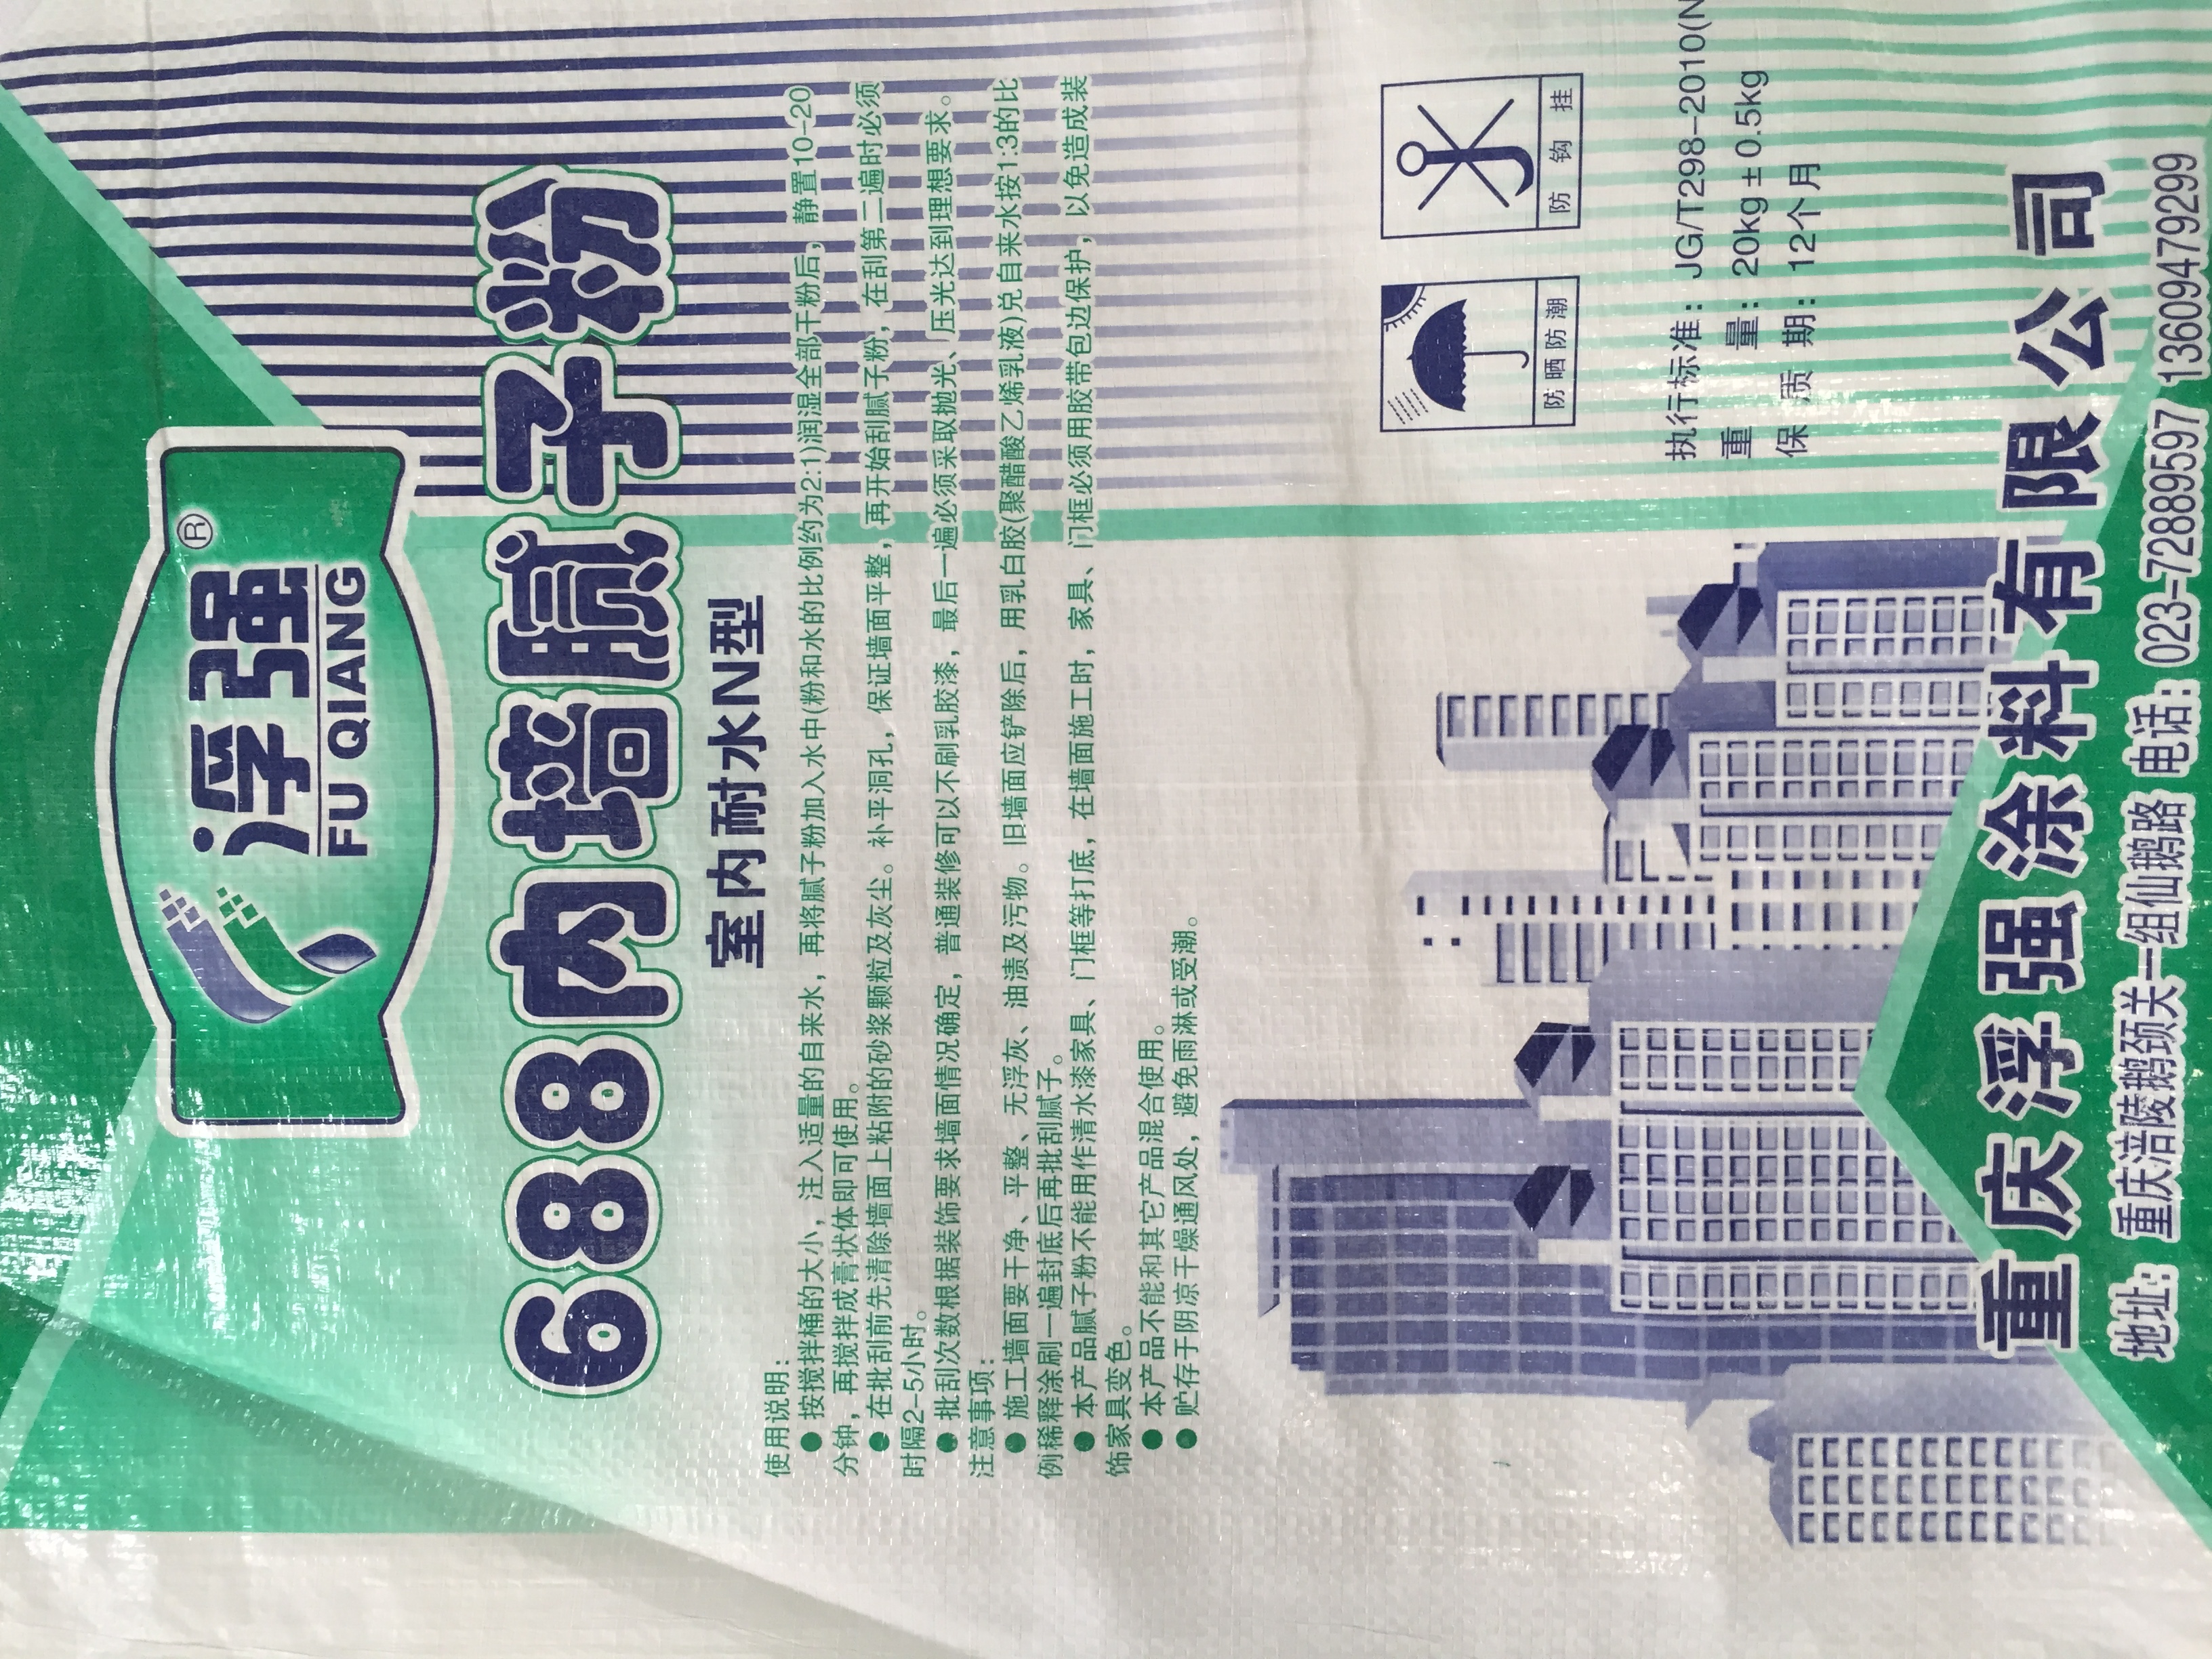 浮强®
FU QIANG
688内墙腻子粉
室内耐水N型
使用说明：
● 按搅拌桶的大小，注入适量的自来水，再将腻子粉加入水中(粉和水的比例约为2:1)润湿全部干粉后，静置10-20
分钟，再搅拌成膏状体即可使用。
● 在批刮前先清除墙面上粘附的砂浆颗粒及灰尘。补平洞孔，保证墙面平整，再开始刮腻子粉，在刮第二遍时必须
时隔2-5小时。
● 批刮次数根据装饰要求墙面情况确定，普通装修可以不刷乳胶漆，最后一遍必须采取抛光、压光达到理想要求。
注意事项：
● 施工墙面要干净、平整、无浮灰、油渍及污物。旧墙面应铲除后，用乳白胶(聚醋酸乙烯乳液)兑自来水按1:3的比
例稀释涂刷一遍封底后再批刮腻子。
● 本产品腻子粉不能用作清水漆家具、门框等打底，在墙面施工时，家具、门框必须用胶带包边保护，以免造成装
饰家具变色。
● 本产品不能和其它产品混合使用。
● 贮存于阴凉干燥通风处，避免雨淋或受潮。
防晒防潮
防钩挂
执行标准：JG/T298-2010(N
重量：20kg±0.5kg
保质期：12个月
重庆浮强涂料有限公司
地址：重庆涪陵鹅颈关一组仙鹅路 电话：023-72889597 13609479299